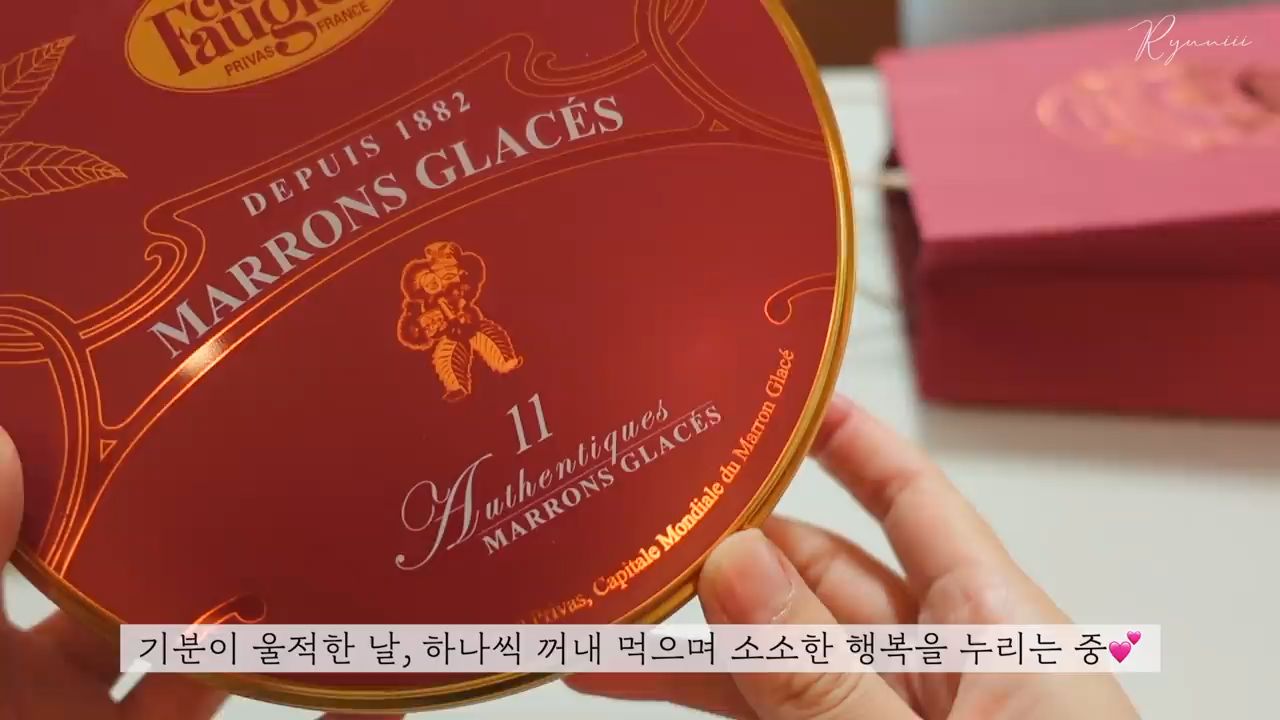 Ryuniii
Faugier
PRIVAS FRANCE
DEPUIS 1882
MARRONS GLACÉS
11
Authentiques
MARRONS GLACÉS
Privas, Capitale Mondiale du Marron Glacé
기분이 울적한 날, 하나씩 꺼내 먹으며 소소한 행복을 누리는 중💕